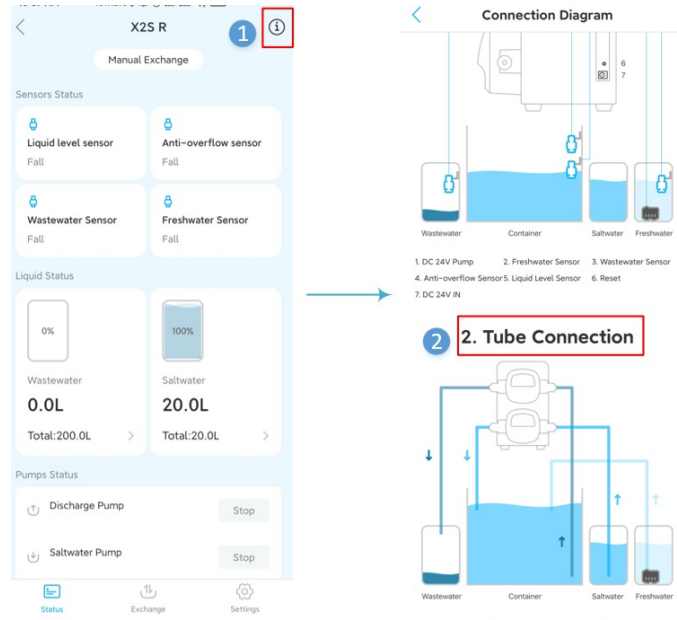 X2S R
1
Manual Exchange
Sensors Status
Liquid level sensor
Fall
Anti-overflow sensor
Fall
Wastewater Sensor
Fall
Freshwater Sensor
Fall
Liquid Status
0%
Wastewater
0.0L
Total:200.0L
100%
Saltwater
20.0L
Total:20.0L
Pumps Status
Discharge Pump
Stop
Saltwater Pump
Stop
Status
Exchange
Settings
Connection Diagram
6
7
Wastewater
Container
Saltwater
Freshwater
1. DC 24V Pump 2. Freshwater Sensor 3. Wastewater Sensor
4. Anti-overflow Sensor 5. Liquid Level Sensor 6. Reset
7. DC 24V IN
2
2. Tube Connection
Wastewater
Container
Saltwater
Freshwater